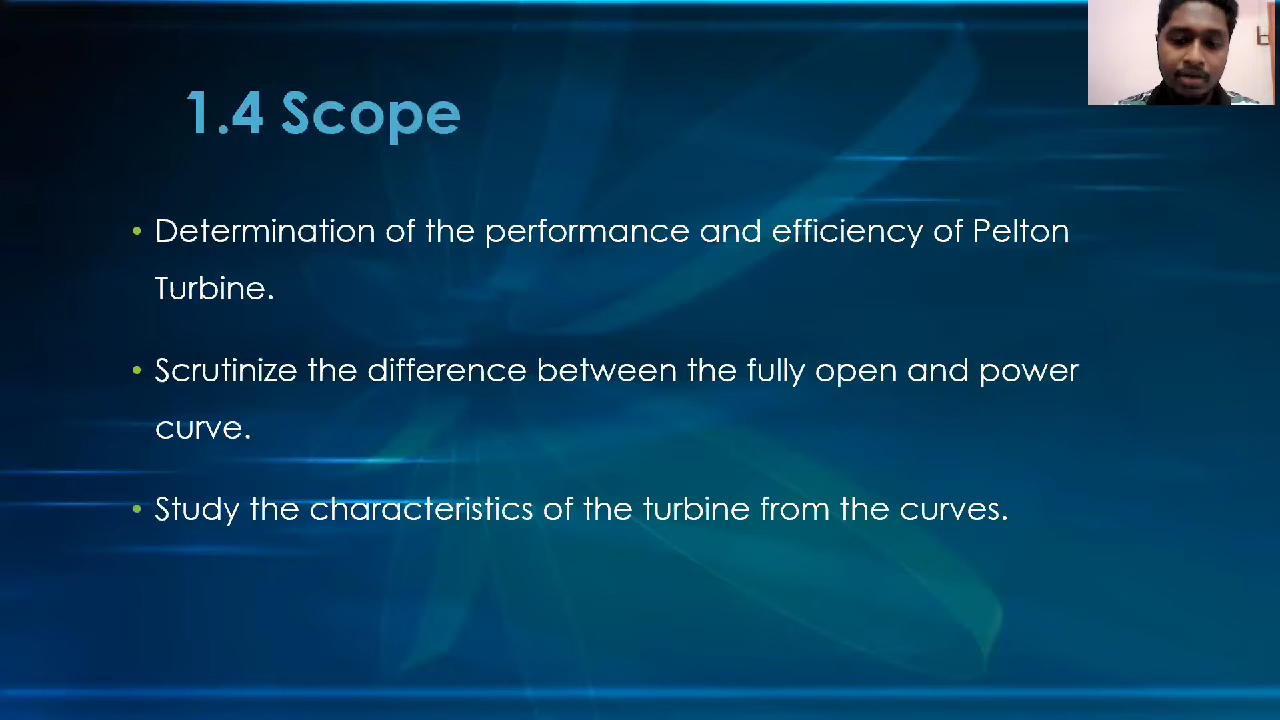 1.4 Scope
• Determination of the performance and efficiency of Pelton
Turbine.
• Scrutinize the difference between the fully open and power
curve.
• Study the characteristics of the turbine from the curves.